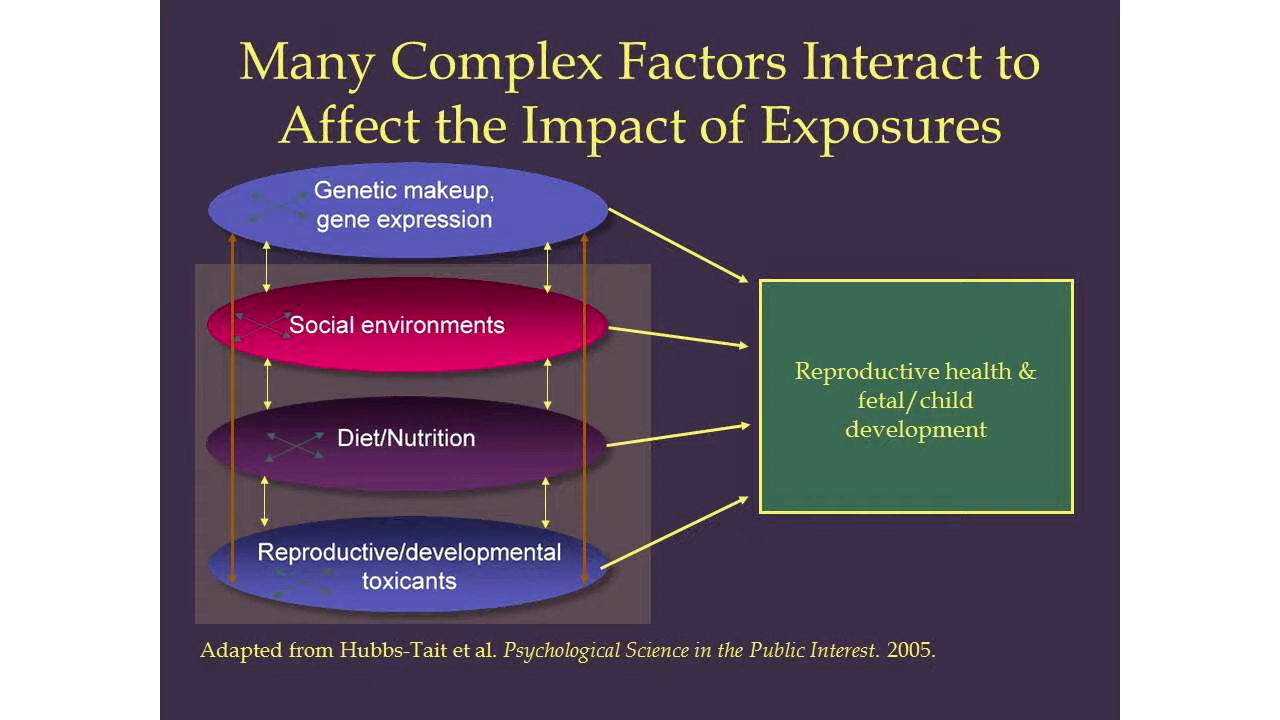 Many Complex Factors Interact to
Affect the Impact of Exposures
Genetic makeup,
gene expression
Social environments
Diet/Nutrition
Reproductive/developmental
toxicants
Reproductive health &
fetal/child
development
Adapted from Hubbs-Tait et al. Psychological Science in the Public Interest. 2005.